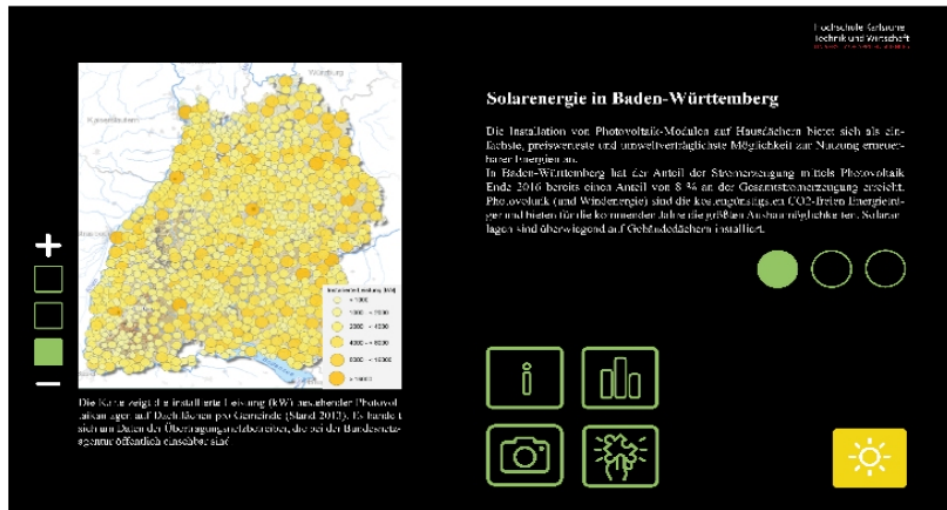 Hochschule Karlsruhe
Technik und Wirtschaft
Würzburg
Kaiserslautern
Solarenergie in Baden-Württemberg
Die Installation von Photovoltaik-Modulen auf Hausdächern bietet sich als ein-
fachste, preiswerteste und umweltverträglichste Möglichkeit zur Nutzung erneuer-
barer Energien an.
In Baden-Württemberg hat der Anteil der Stromerzeugung mittels Photovoltaik
Ende 2016 bereits einen Anteil von 8 % an der Gesamtstromerzeugung erreicht.
Photovoltaik (und Windenergie) sind die kostengünstigsten CO2-freien Energieträ-
ger und bieten für die kommenden Jahre die größten Ausbaumöglichkeiten. Solaran-
lagen sind überwiegend auf Gebäudedächern installiert.
+
–
Installierte Leistung [kW]
< 1000
1000 - <
2000 - < 4000
4000 - <
Die Karte zeigt die installierte Leistung (kW) bestehender Photovol-
taikanlagen auf Dachflächen pro Gemeinde (Stand 2013). Es handelt
sich um Daten der Übertragungsnetzbetreiber, die bei der Bundesnetz-
agentur öffentlich einsehbar sind
i